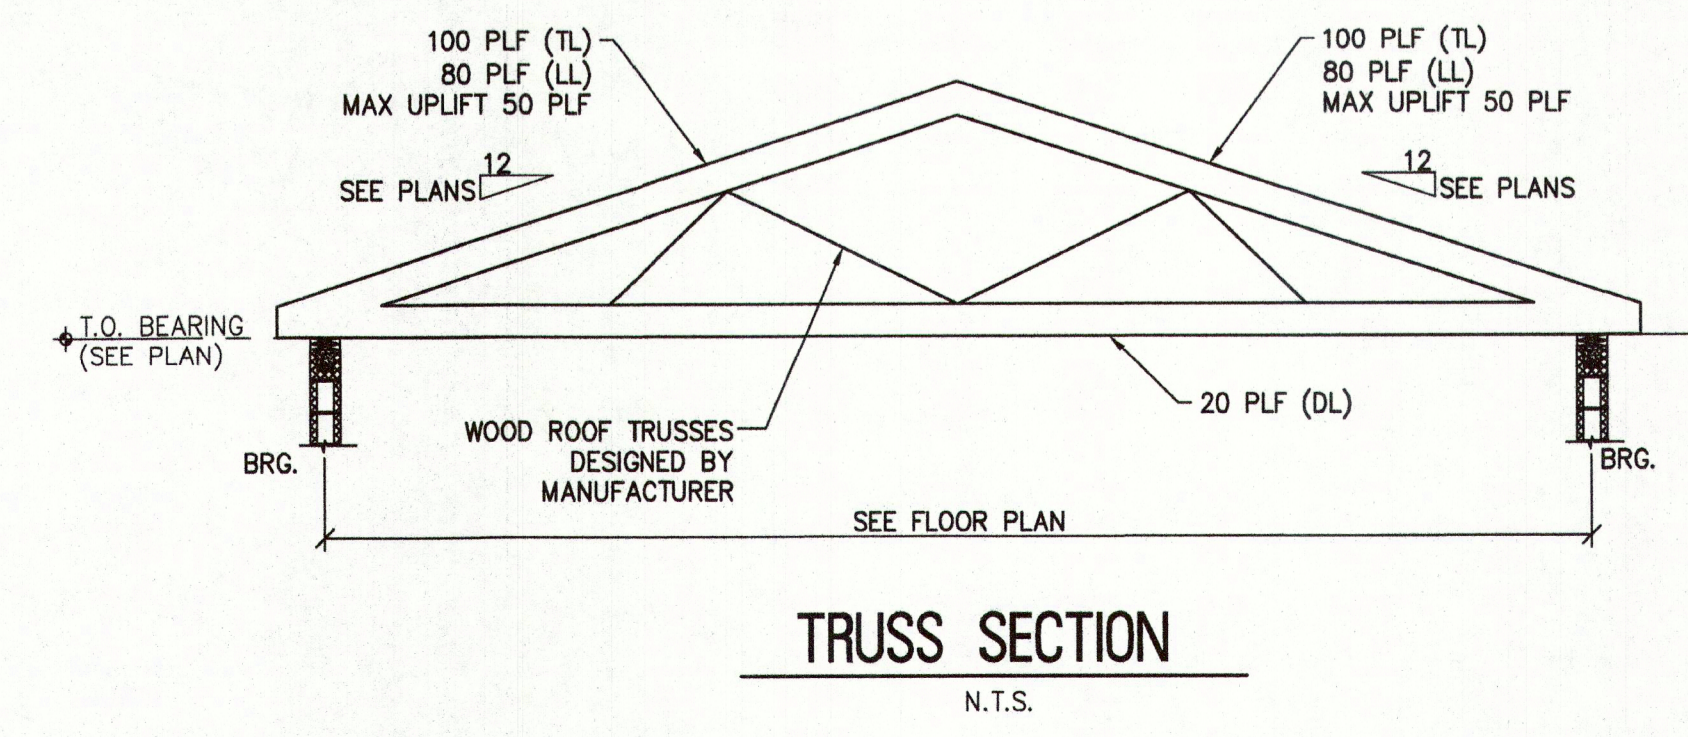 100 PLF (TL)
80 PLF (LL)
MAX UPLIFT 50 PLF
100 PLF (TL)
80 PLF (LL)
MAX UPLIFT 50 PLF
12
SEE PLANS
12
SEE PLANS
T.O. BEARING
(SEE PLAN)
20 PLF (DL)
WOOD ROOF TRUSSES
DESIGNED BY
MANUFACTURER
BRG.
BRG.
SEE FLOOR PLAN
TRUSS SECTION
N.T.S.